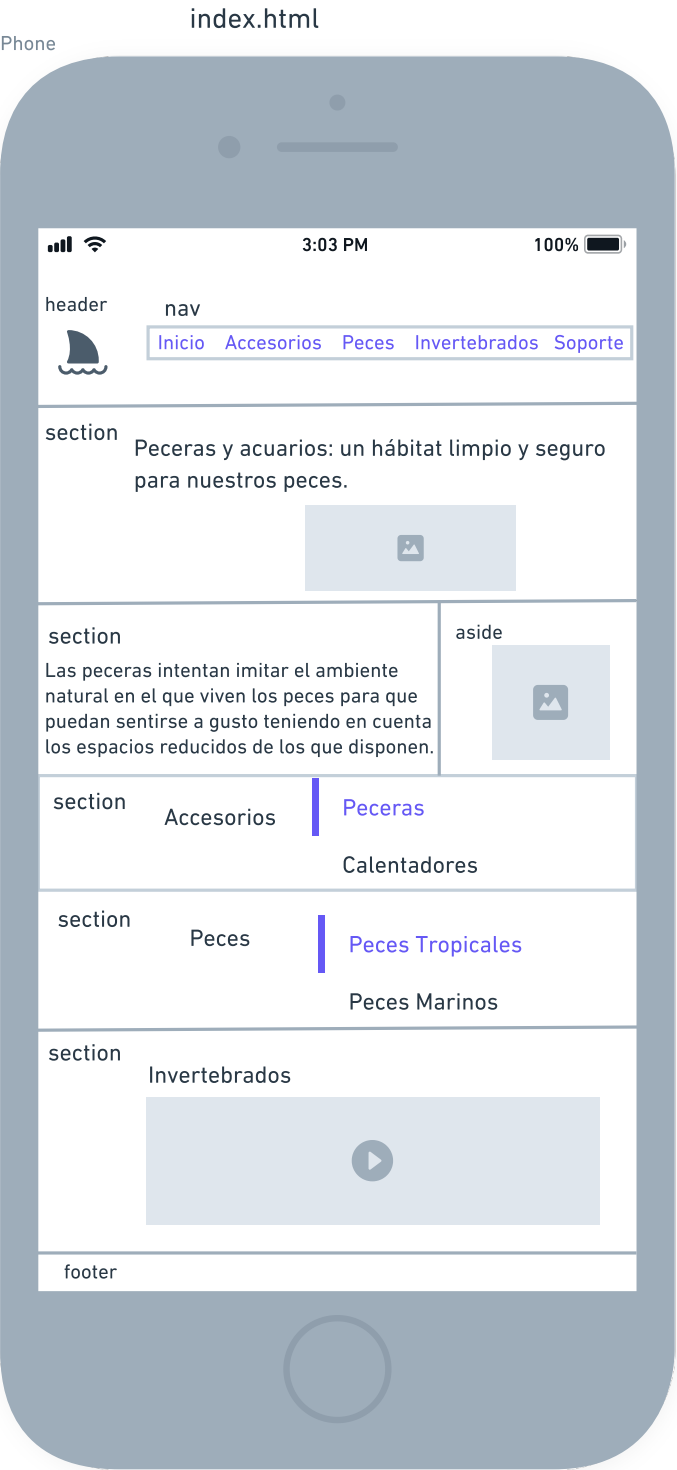 index.html
Phone
3:03 PM
100%
header
nav
Inicio Accesorios Peces Invertebrados Soporte
section
Peceras y acuarios: un hábitat limpio y seguro
para nuestros peces.
section
Las peceras intentan imitar el ambiente
natural en el que viven los peces para que
puedan sentirse a gusto teniendo en cuenta
los espacios reducidos de los que disponen.
aside
section
Accesorios
Peceras
Calentadores
section
Peces
Peces Tropicales
Peces Marinos
section
Invertebrados
footer